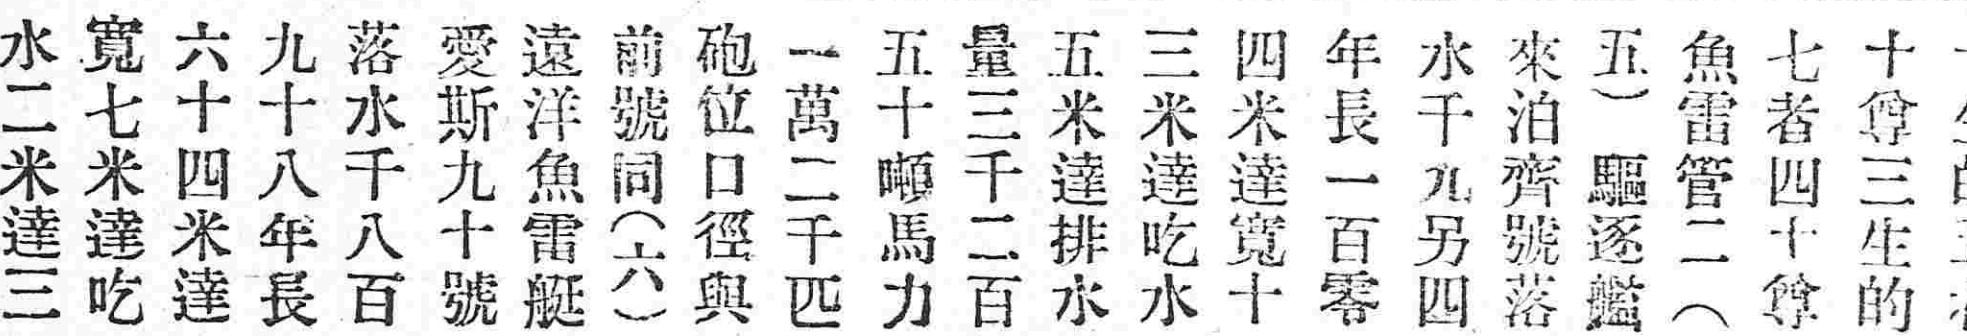 十尊三生的
七者四十尊
魚雷管二（
五）驅逐艦
來泊齊號落
水千九另四
年長一百零
四米達寬十
三米達吃水
五米達排水
量三千二百
五十噸馬力
一萬二千匹
砲位口徑與
前號同（六）
遠洋魚雷艇
愛斯九十號
落水千八百
九十八年長
六十四米達
寬七米達吃
水二米達三